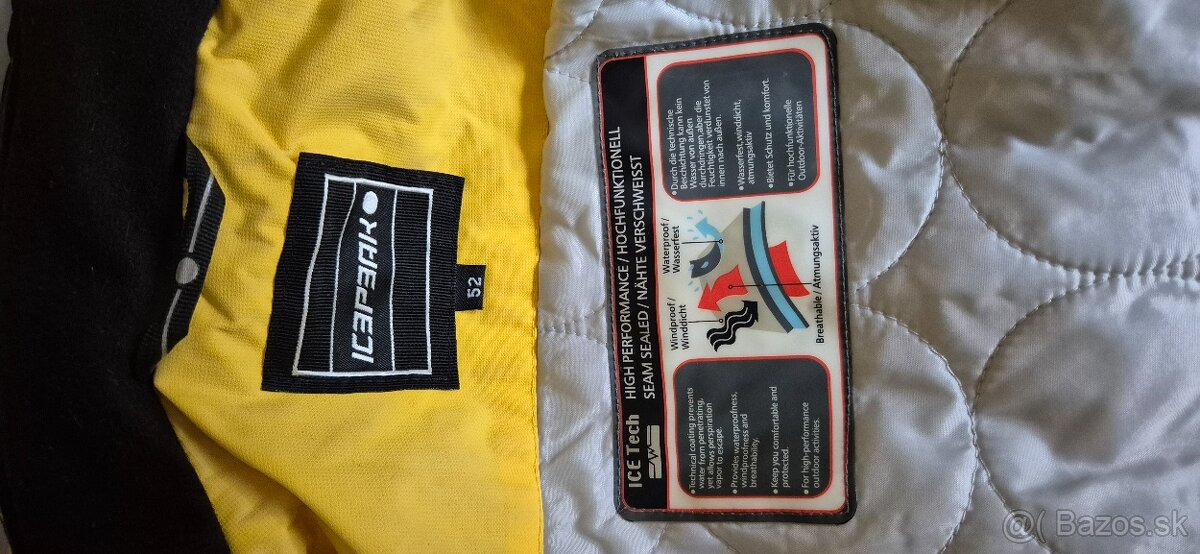 ICEPEAK
52
ICE Tech
HIGH PERFORMANCE / HOCHFUNKTIONELL
SEAM SEALED / NÄHTE VERSCHWEISST
•Technical coating prevents
water from penetrating,
yet allows perspiration
vapor to escape.
•Provides waterproofness,
windproofness and
breathability.
•Keep you comfortable and
protected.
•For high-performance
outdoor activities.
Windproof /
Winddicht
Waterproof /
Wasserfest
Breathable / Atmungsaktiv
•Durch die technische
Beschichtung kann kein
Wasser von außen
durchdringen,aber die
Feuchtigkeit verdunstet von
innen nach außen.
•Wasserfest,winddicht,
atmungsaktiv
•Bietet Schutz und komfort.
•Für hochfunktionelle
Outdoor-Aktivitäten
@( Bazos.sk